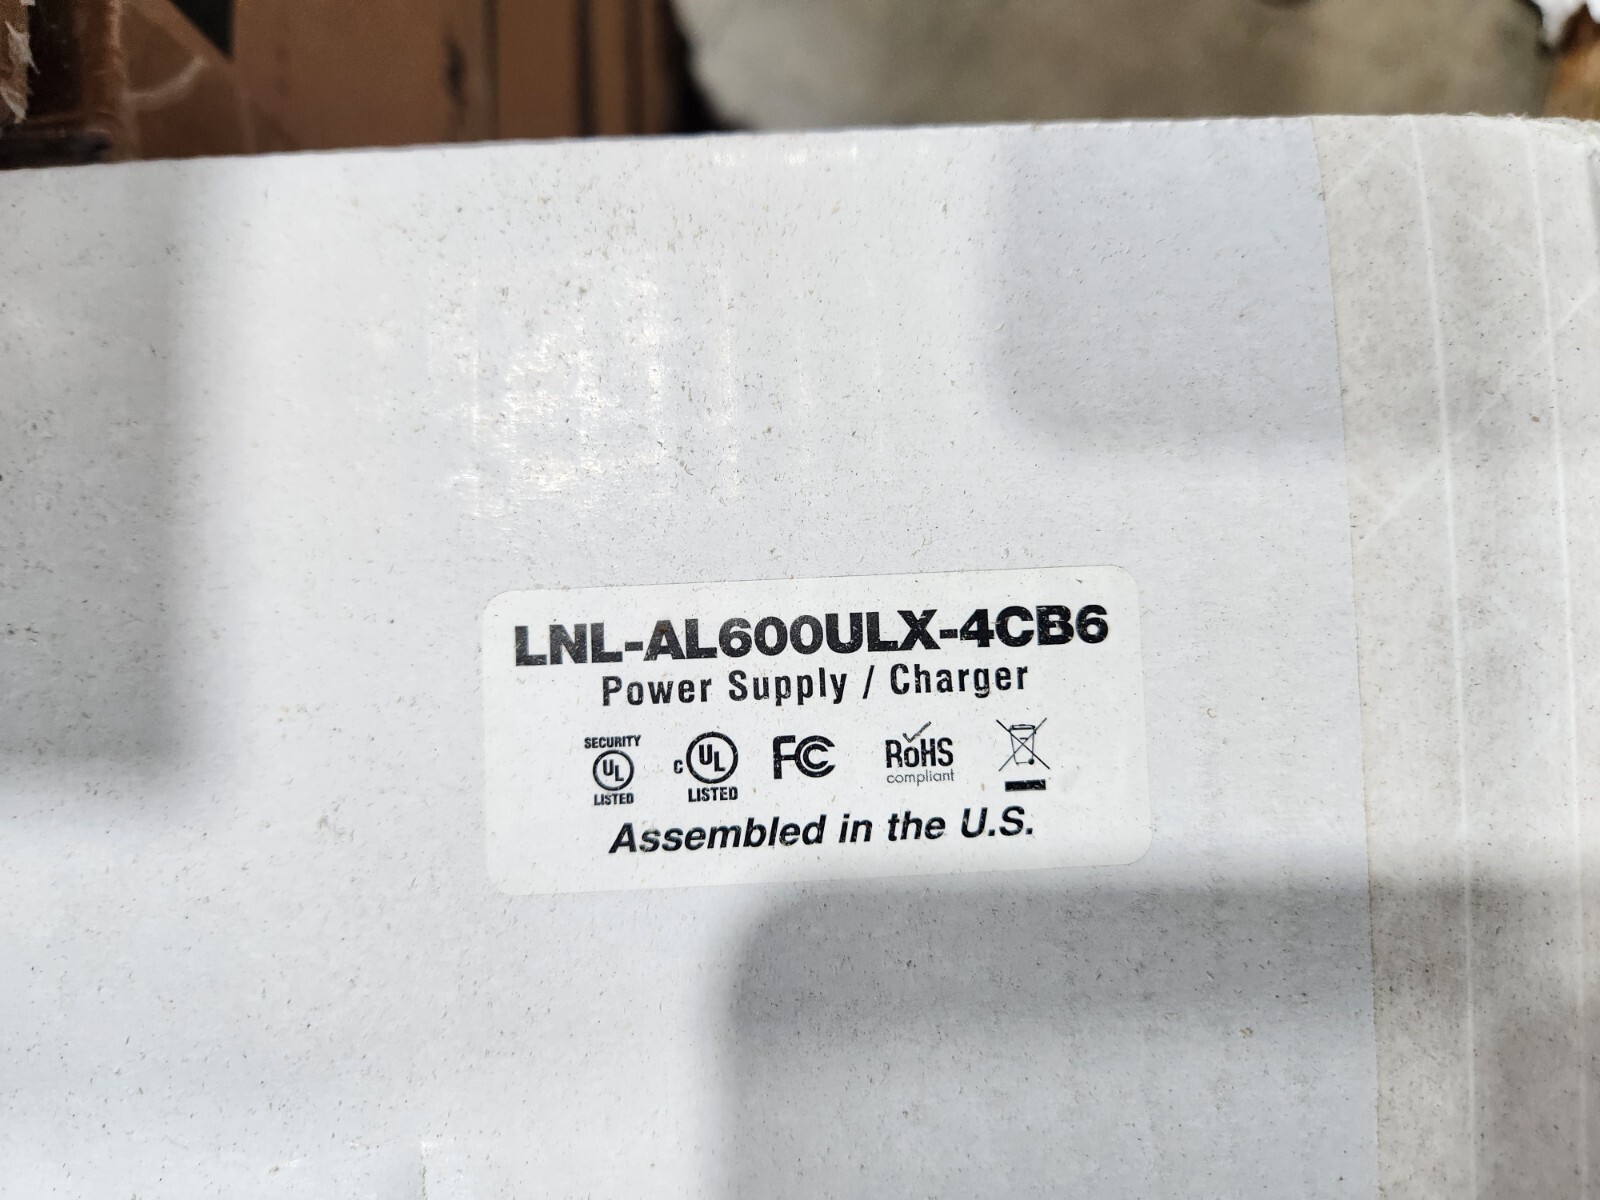 LNL-AL600ULX-4CB6
Power Supply / Charger
SECURITY
UL
LISTED
C UL
LISTED
FC
RoHS
compliant
Assembled in the U.S.